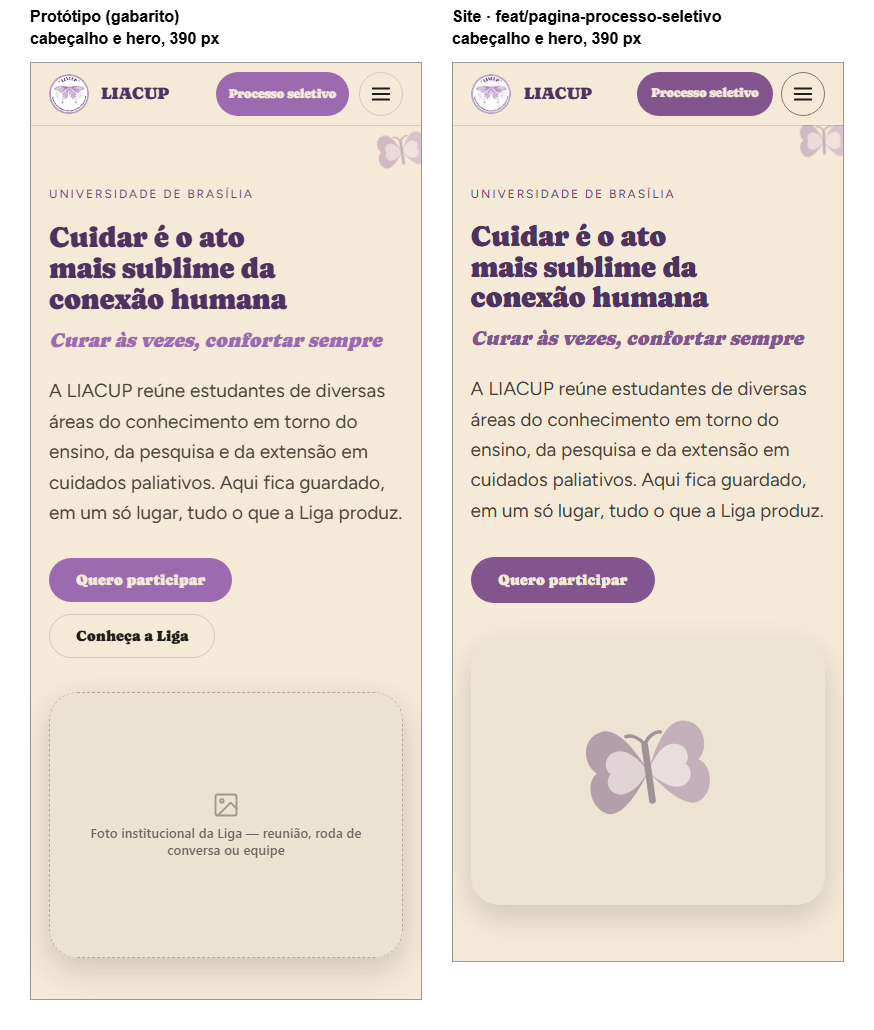 Protótipo (gabarito)
cabeçalho e hero, 390 px
LIACUP
Processo seletivo
UNIVERSIDADE DE BRASÍLIA
Cuidar é o ato
mais sublime da
conexão humana
Curar às vezes, confortar sempre
A LIACUP reúne estudantes de diversas
áreas do conhecimento em torno do
ensino, da pesquisa e da extensão em
cuidados paliativos. Aqui fica guardado,
em um só lugar, tudo o que a Liga produz.
Quero participar
Conheça a Liga
Foto institucional da Liga — reunião, roda de
conversa ou equipe
Site · feat/pagina-processo-seletivo
cabeçalho e hero, 390 px
LIACUP
Processo seletivo
UNIVERSIDADE DE BRASÍLIA
Cuidar é o ato
mais sublime da
conexão humana
Curar às vezes, confortar sempre
A LIACUP reúne estudantes de diversas
áreas do conhecimento em torno do
ensino, da pesquisa e da extensão em
cuidados paliativos. Aqui fica guardado,
em um só lugar, tudo o que a Liga produz.
Quero participar